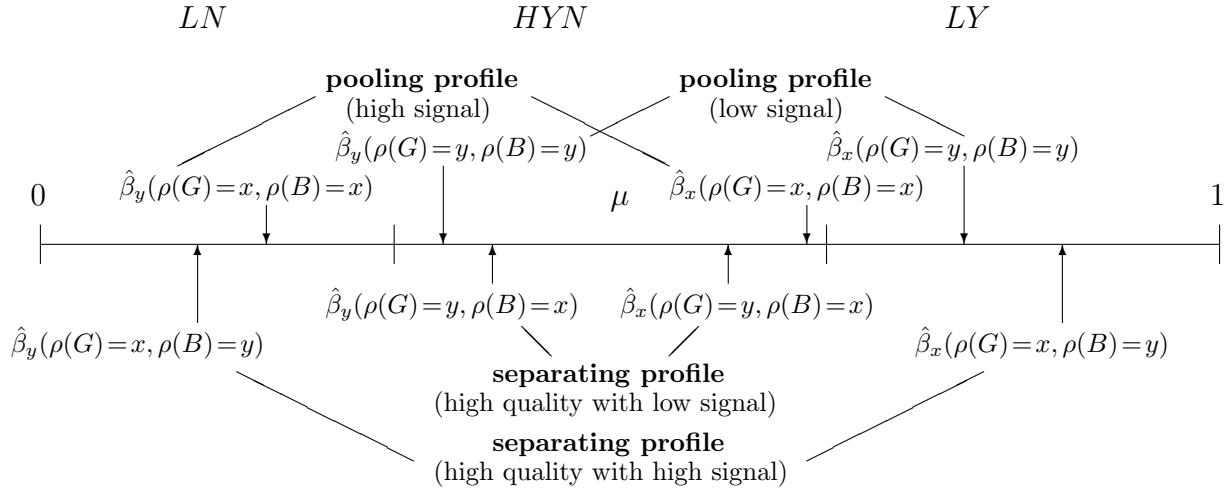 LN HYN LY
pooling profile pooling profile
(high signal) (low signal)
β̂_y(ρ(G)=y, ρ(B)=y) β̂_x(ρ(G)=y, ρ(B)=y)
0 β̂_y(ρ(G)=x, ρ(B)=x) μ β̂_x(ρ(G)=x, ρ(B)=x) 1
β̂_y(ρ(G)=y, ρ(B)=x) β̂_x(ρ(G)=y, ρ(B)=x)
β̂_y(ρ(G)=x, ρ(B)=y) β̂_x(ρ(G)=x, ρ(B)=y)
separating profile
(high quality with low signal)
separating profile
(high quality with high signal)